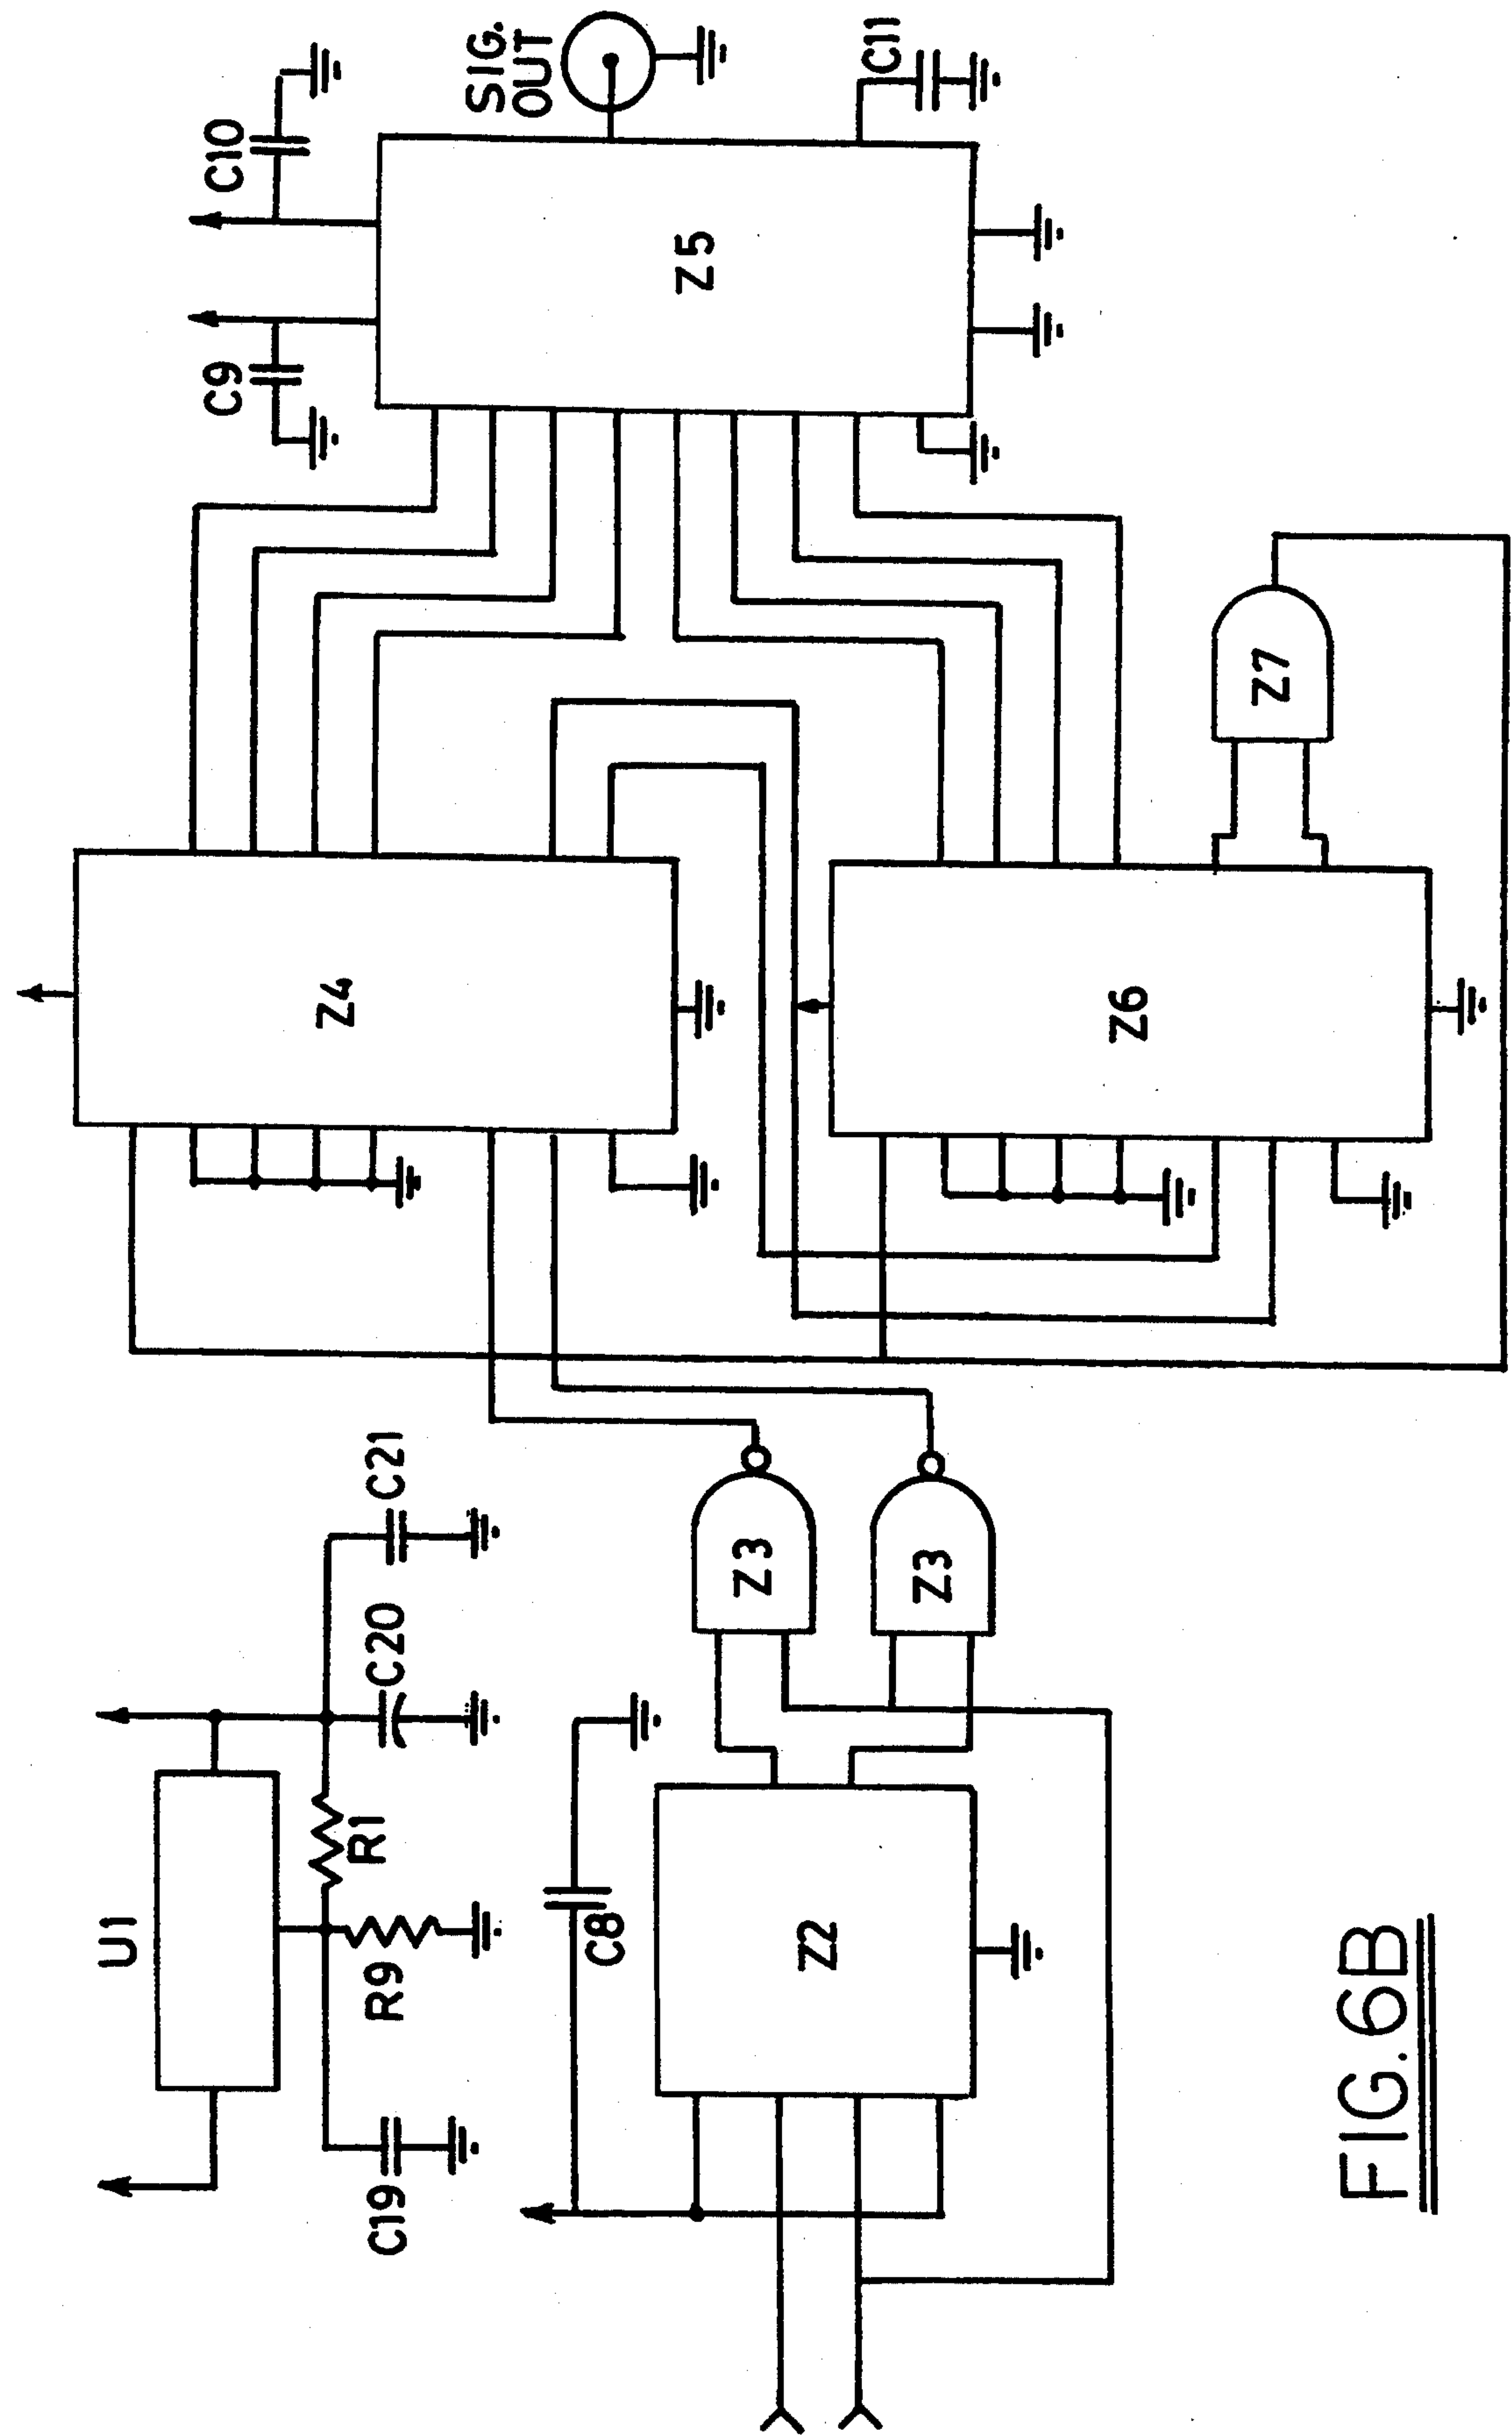 C10
SIG.
OUT
C11
C9
Z5
Z7
Z4
Z6
C21
C20
Z3
Z3
U1
R1
R9
C8
Z2
C19
FIG. 6B